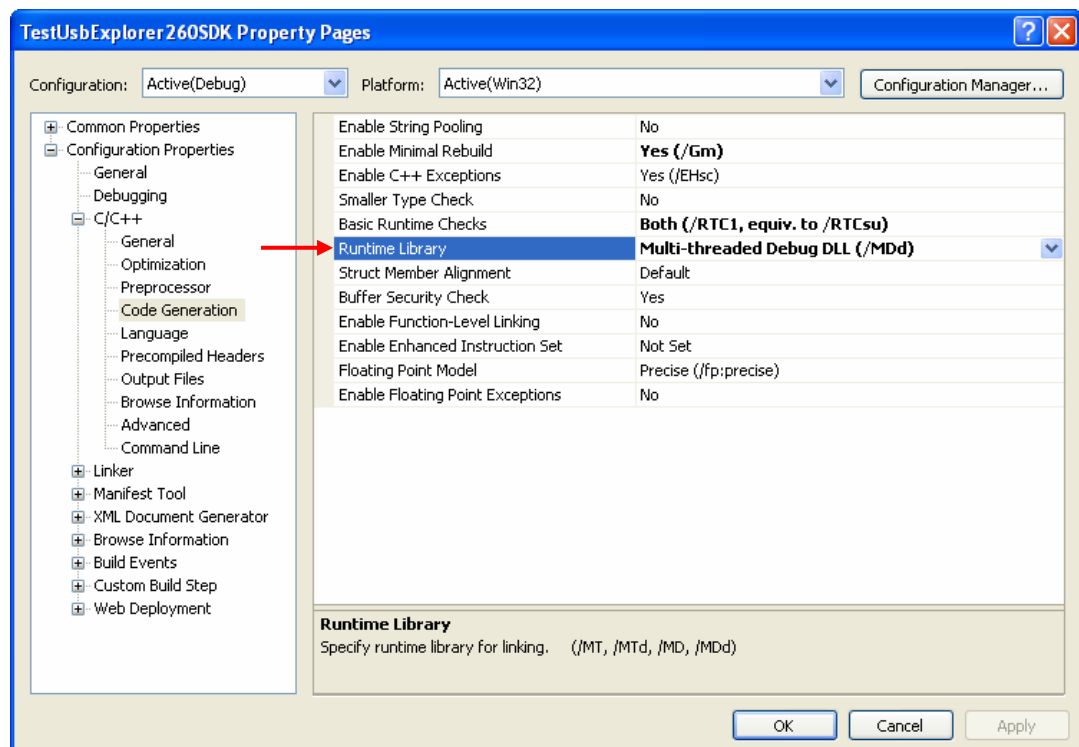 TestUsbExplorer260SDK Property Pages
Configuration: Active(Debug) Platform: Active(Win32) Configuration Manager...
Common Properties
Configuration Properties
General
Debugging
C/C++
General
Optimization
Preprocessor
Code Generation
Language
Precompiled Headers
Output Files
Browse Information
Advanced
Command Line
Linker
Manifest Tool
XML Document Generator
Browse Information
Build Events
Custom Build Step
Web Deployment
Enable String Pooling No
Enable Minimal Rebuild Yes (/Gm)
Enable C++ Exceptions Yes (/EHsc)
Smaller Type Check No
Basic Runtime Checks Both (/RTC1, equiv. to /RTCsu)
Runtime Library Multi-threaded Debug DLL (/MDd)
Struct Member Alignment Default
Buffer Security Check Yes
Enable Function-Level Linking No
Enable Enhanced Instruction Set Not Set
Floating Point Model Precise (/fp:precise)
Enable Floating Point Exceptions No
Runtime Library
Specify runtime library for linking. (/MT, /MTd, /MD, /MDd)
OK Cancel Apply